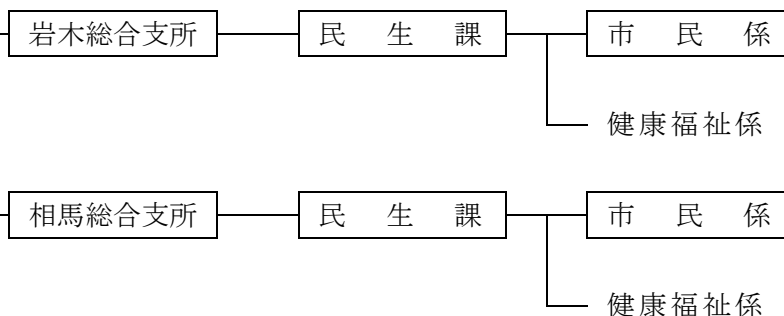 岩木総合支所 民生課 市民係
健康福祉係
相馬総合支所 民生課 市民係
健康福祉係